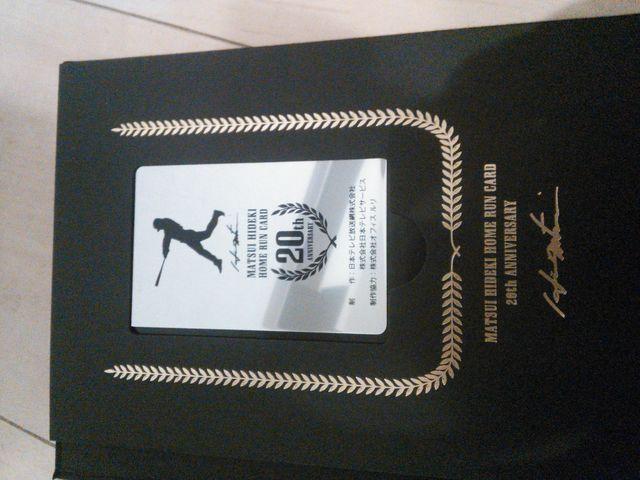 MATSUI HIDEKI
HOME RUN CARD
20th
ANNIVERSARY
制 作：日本テレビ放送網株式会社
株式会社日本テレビサービス
制作協力：株式会社オフィス ルリ
MATSUI HIDEKI HOME RUN CARD
20th ANNIVERSARY